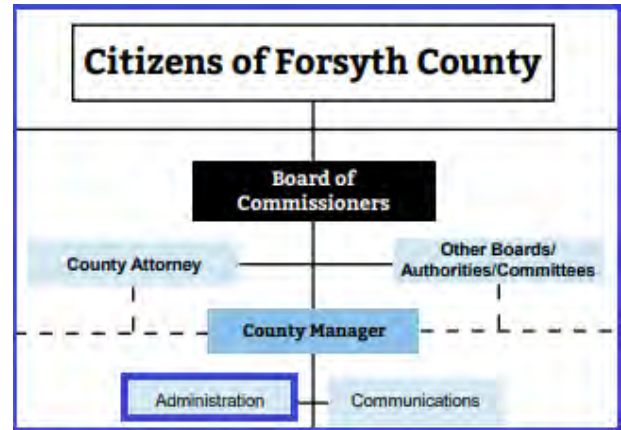 Citizens of Forsyth County
Board of
Commissioners
County Attorney
Other Boards/
Authorities/Committees
County Manager
Administration
Communications